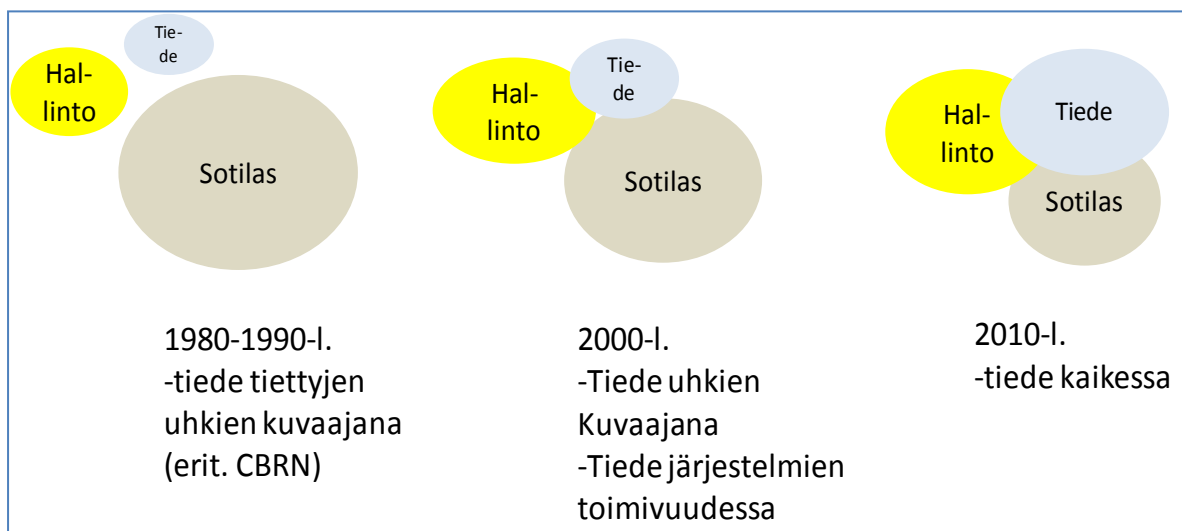 Hal-
linto
Tie-
de
Sotilas
1980-1990-l.
-tiede tiettyjen
uhkien kuvaajana
(erit. CBRN)
Hal-
linto
Tie-
de
Sotilas
2000-l.
-Tiede uhkien
Kuvaajana
-Tiede järjestelmien
toimivuudessa
Hal-
linto
Tiede
Sotilas
2010-l.
-tiede kaikessa